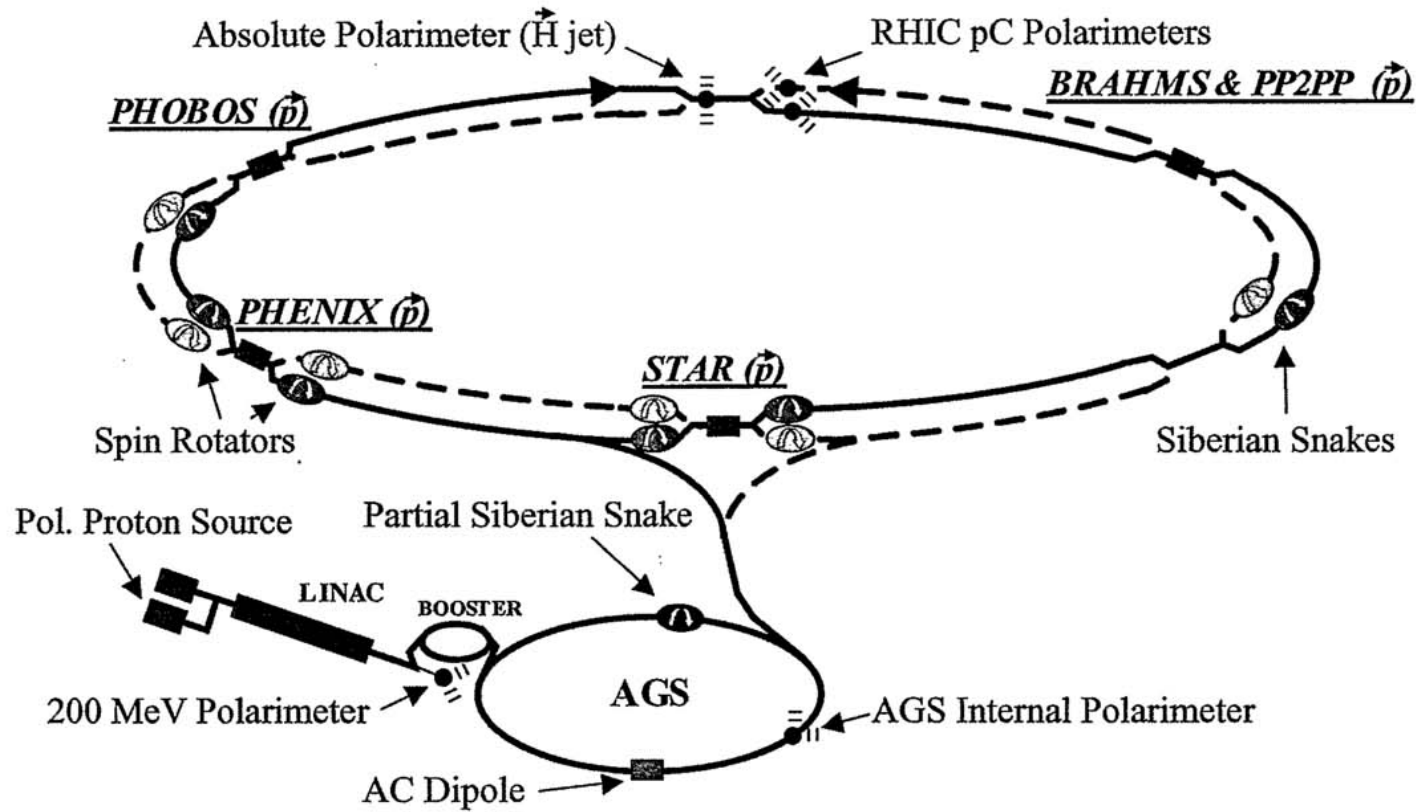 Absolute Polarimeter (H⃗ jet)
RHIC pC Polarimeters
PHOBOS (p⃗)
BRAHMS & PP2PP (p⃗)
PHENIX (p⃗)
STAR (p⃗)
Spin Rotators
Siberian Snakes
Pol. Proton Source
Partial Siberian Snake
LINAC
BOOSTER
AGS
200 MeV Polarimeter
AGS Internal Polarimeter
AC Dipole